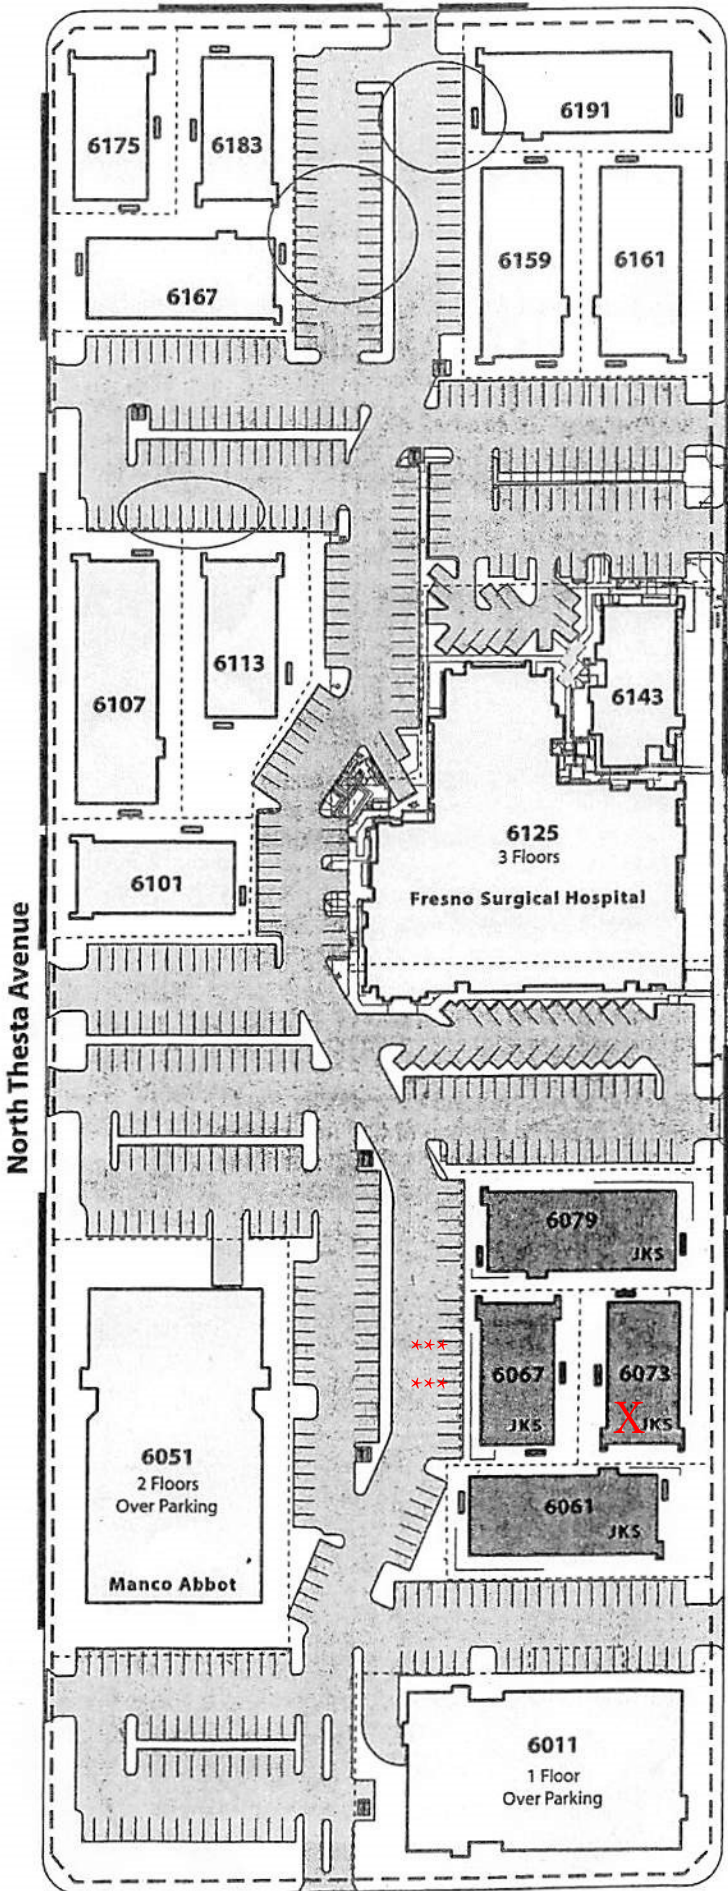 6175
6183
6191
6159
6161
6167
6107
6113
6143
6101
6125
3 Floors
Fresno Surgical Hospital
North Thesta Avenue
6079
JKS
***
***
6067
JKS
6073
X JKS
6051
2 Floors
Over Parking
Manco Abbot
6061
JKS
6011
1 Floor
Over Parking